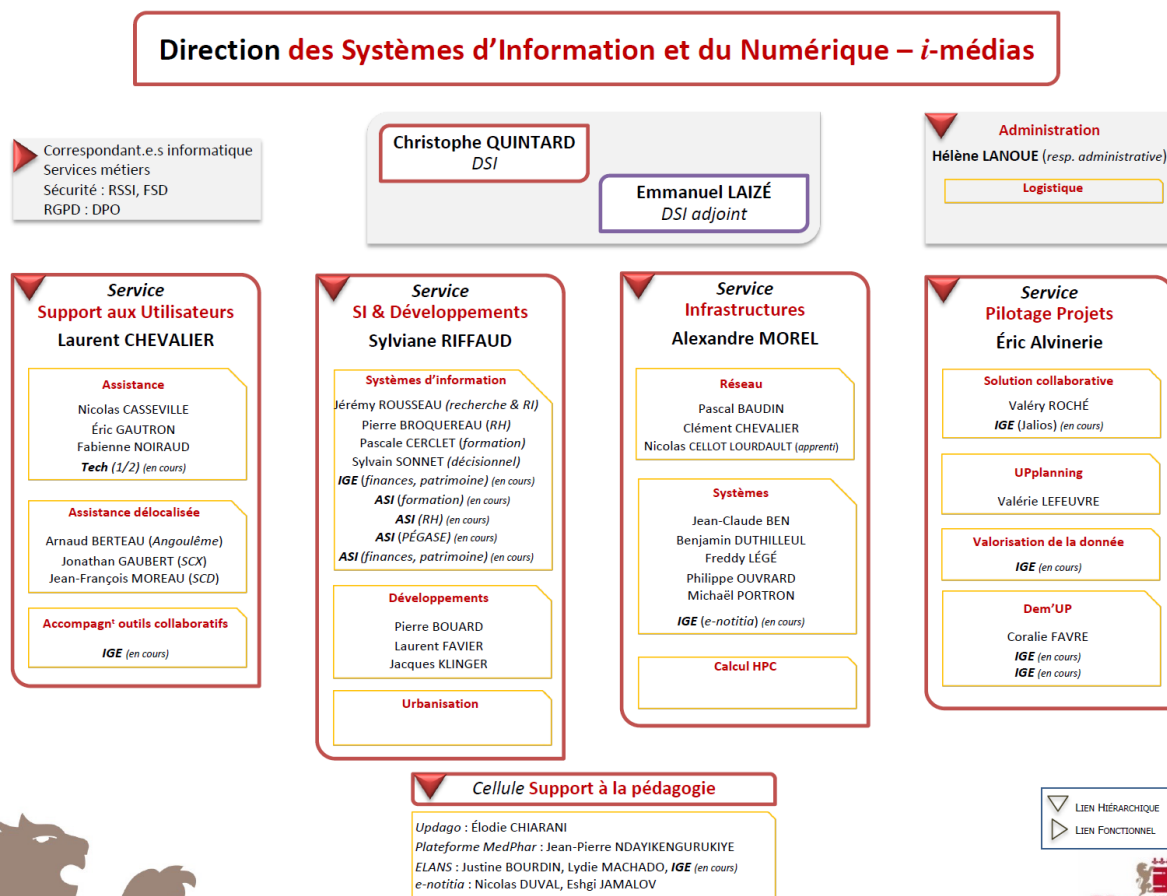 Direction des Systèmes d'Information et du Numérique – i-médias
Correspondant.e.s informatique
Services métiers
Sécurité : RSSI, FSD
RGPD : DPO
Christophe QUINTARD
DSI
Emmanuel LAIZÉ
DSI adjoint
Administration
Hélène LANOUE (resp. administrative)
Logistique
Service
Support aux Utilisateurs
Laurent CHEVALIER
Assistance
Nicolas CASSEVILLE
Éric GAUTRON
Fabienne NOIRAUD
Tech (1/2) (en cours)
Assistance délocalisée
Arnaud BERTEAU (Angoulême)
Jonathan GAUBERT (SCX)
Jean-François MOREAU (SCD)
Accompagnt outils collaboratifs
IGE (en cours)
Service
SI & Développements
Sylviane RIFFAUD
Systèmes d'information
Jérémy ROUSSEAU (recherche & RI)
Pierre BROQUEREAU (RH)
Pascale CERCLET (formation)
Sylvain SONNET (décisionnel)
IGE (finances, patrimoine) (en cours)
ASI (formation) (en cours)
ASI (RH) (en cours)
ASI (PÉGASE) (en cours)
ASI (finances, patrimoine) (en cours)
Développements
Pierre BOUARD
Laurent FAVIER
Jacques KLINGER
Urbanisation
Service
Infrastructures
Alexandre MOREL
Réseau
Pascal BAUDIN
Clément CHEVALIER
Nicolas CELLOT LOURDAULT (apprenti)
Systèmes
Jean-Claude BEN
Benjamin DUTHILLEUL
Freddy LÉGÉ
Philippe OUVRARD
Michaël PORTRON
IGE (e-notitia) (en cours)
Calcul HPC
Service
Pilotage Projets
Éric Alvinerie
Solution collaborative
Valéry ROCHÉ
IGE (Jalios) (en cours)
UPplanning
Valérie LEFEUVRE
Valorisation de la donnée
IGE (en cours)
Dem'UP
Coralie FAVRE
IGE (en cours)
IGE (en cours)
Cellule Support à la pédagogie
Updago : Élodie CHIARANI
Plateforme MedPhar : Jean-Pierre NDAYIKENGURUKIYE
ELANS : Justine BOURDIN, Lydie MACHADO, IGE (en cours)
e-notitia : Nicolas DUVAL, Eshgi JAMALOV
LIEN HIÉRARCHIQUE
LIEN FONCTIONNEL